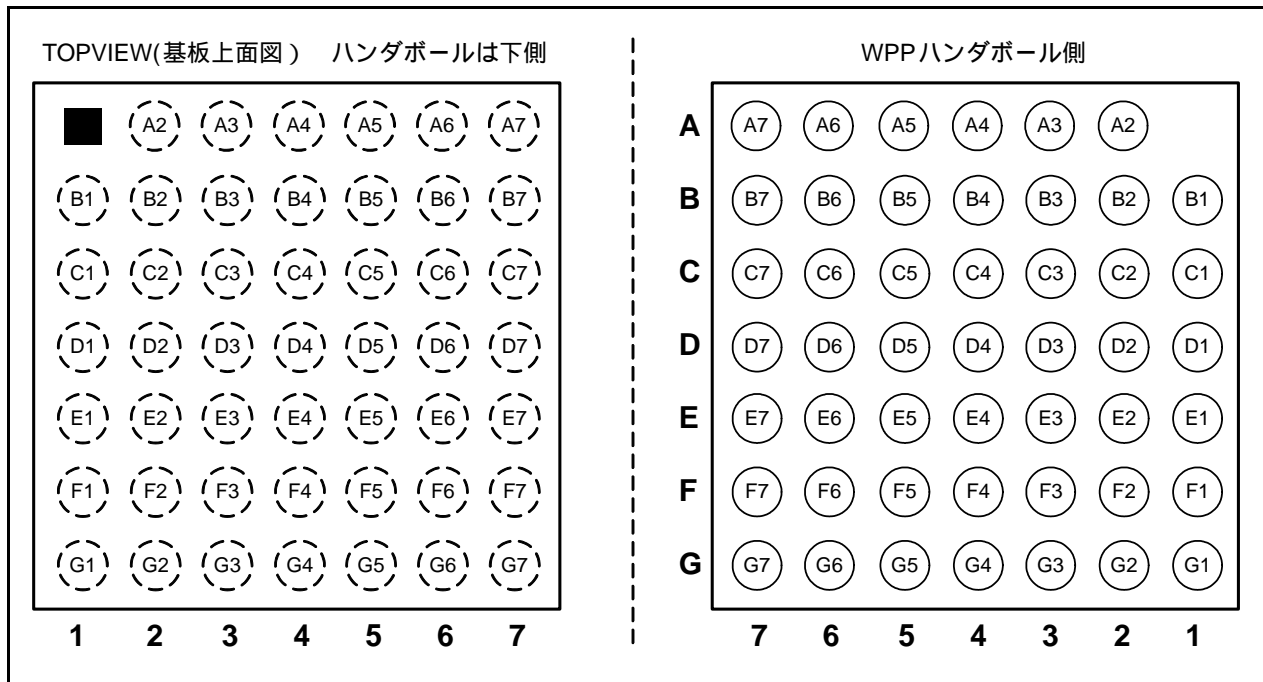 TOPVIEW(基板上面図） ハンダボールは下側
A2 A3 A4 A5 A6 A7
B1 B2 B3 B4 B5 B6 B7
C1 C2 C3 C4 C5 C6 C7
D1 D2 D3 D4 D5 D6 D7
E1 E2 E3 E4 E5 E6 E7
F1 F2 F3 F4 F5 F6 F7
G1 G2 G3 G4 G5 G6 G7
1 2 3 4 5 6 7
WPPハンダボール側
A A7 A6 A5 A4 A3 A2
B B7 B6 B5 B4 B3 B2 B1
C C7 C6 C5 C4 C3 C2 C1
D D7 D6 D5 D4 D3 D2 D1
E E7 E6 E5 E4 E3 E2 E1
F F7 F6 F5 F4 F3 F2 F1
G G7 G6 G5 G4 G3 G2 G1
7 6 5 4 3 2 1